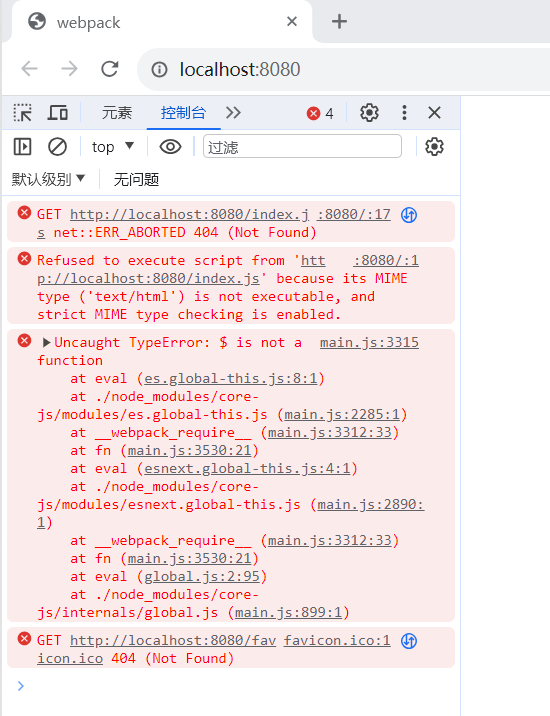 webpack
localhost:8080
元素
控制台
4
top
过滤
默认级别
无问题
GET http://localhost:8080/index.j :8080/:17
s net::ERR_ABORTED 404 (Not Found)
Refused to execute script from 'htt :8080/:1
p://localhost:8080/index.js' because its MIME
type ('text/html') is not executable, and
strict MIME type checking is enabled.
Uncaught TypeError: $ is not a main.js:3315
function
at eval (es.global-this.js:8:1)
at ./node_modules/core-
js/modules/es.global-this.js (main.js:2285:1)
at __webpack_require__ (main.js:3312:33)
at fn (main.js:3530:21)
at eval (esnext.global-this.js:4:1)
at ./node_modules/core-
js/modules/esnext.global-this.js (main.js:2890:
1)
at __webpack_require__ (main.js:3312:33)
at fn (main.js:3530:21)
at eval (global.js:2:95)
at ./node_modules/core-
js/internals/global.js (main.js:899:1)
GET http://localhost:8080/fav favicon.ico:1
icon.ico 404 (Not Found)